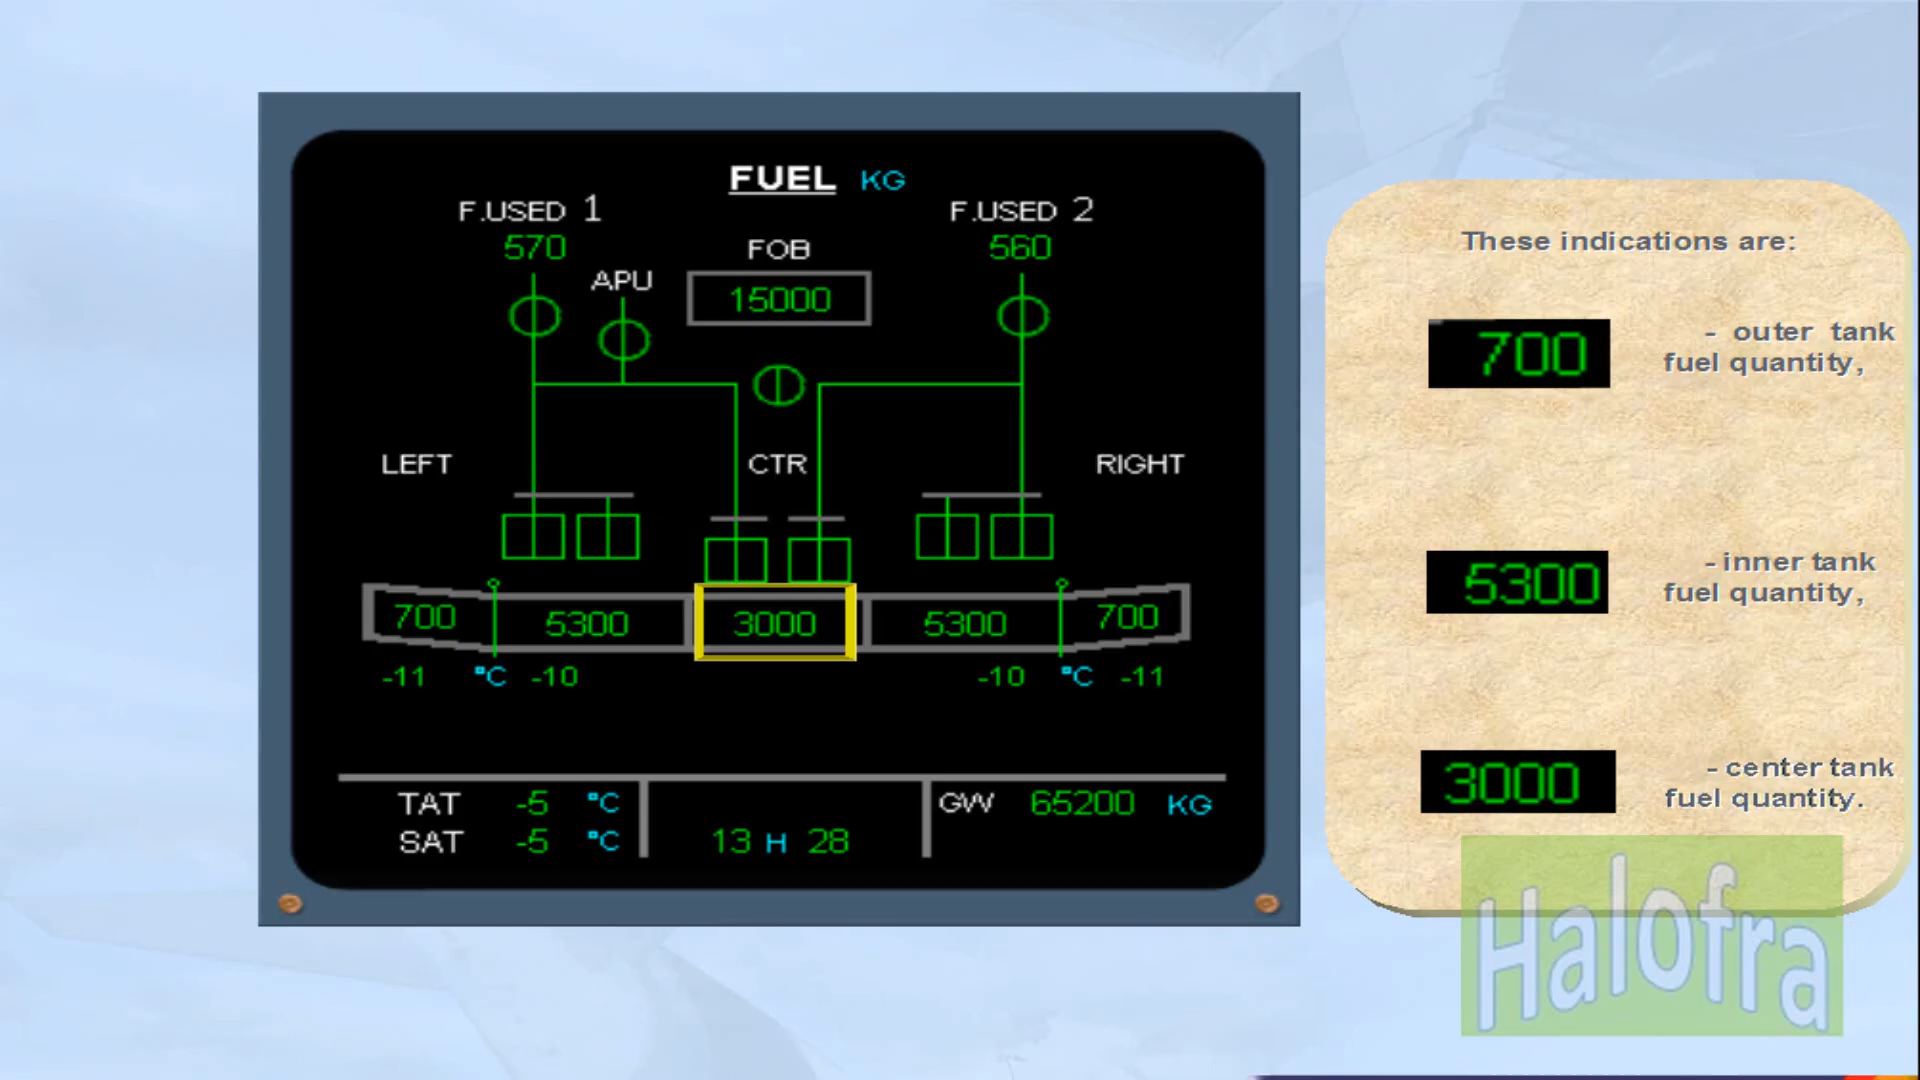 FUEL KG
F.USED 1
F.USED 2
570
FOB
560
APU
15000
LEFT
CTR
RIGHT
700
5300
3000
5300
700
-11 °C -10
-10 °C -11
TAT -5 °C
SAT -5 °C
13 H 28
GW 65200 KG
These indications are:
700
- outer tank
fuel quantity,
5300
- inner tank
fuel quantity,
3000
- center tank
fuel quantity.
Halofra